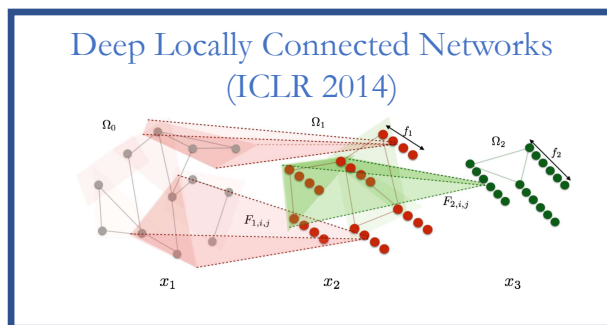 Deep Locally Connected Networks
(ICLR 2014)
Ω₀
Ω₁
f₁
Ω₂
f₂
F₁,ᵢ,ⱼ
F₂,ᵢ,ⱼ
x₁
x₂
x₃